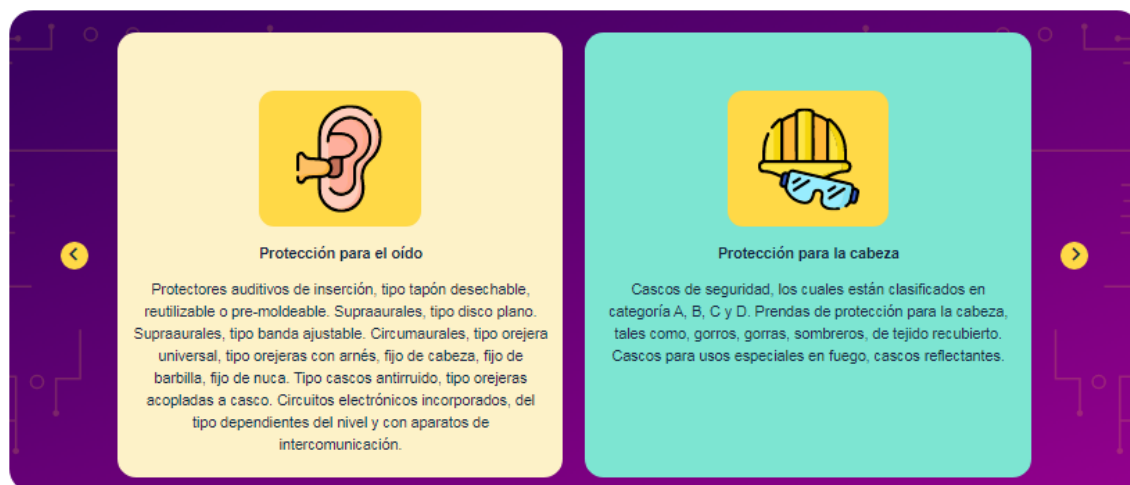 Protección para el oído
Protectores auditivos de inserción, tipo tapón desechable,
reutilizable o pre-moldeable. Supraaurales, tipo disco plano.
Supraaurales, tipo banda ajustable. Circumaurales, tipo orejera
universal, tipo orejeras con arnés, fijo de cabeza, fijo de
barbilla, fijo de nuca. Tipo cascos antirruido, tipo orejeras
acopladas a casco. Circuitos electrónicos incorporados, del
tipo dependientes del nivel y con aparatos de
intercomunicación.
Protección para la cabeza
Cascos de seguridad, los cuales están clasificados en
categoría A, B, C y D. Prendas de protección para la cabeza,
tales como, gorros, gorras, sombreros, de tejido recubierto.
Cascos para usos especiales en fuego, cascos reflectantes.